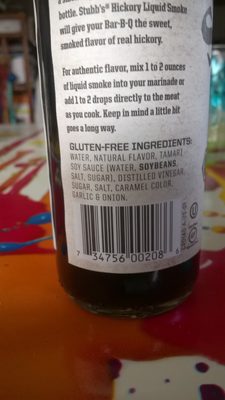 bottle. Stubb's® Hickory Liquid Smoke
will give your Bar-B-Q the sweet,
smoked flavor of real hickory.
For authentic flavor, mix 1 to 2 ounces
of liquid smoke into your marinade or
add 1 to 2 drops directly to the meat
as you cook. Keep in mind a little bit
goes a long way.
GLUTEN-FREE INGREDIENTS:
WATER, NATURAL FLAVOR, TAMARI
SOY SAUCE (WATER, SOYBEANS,
SALT, SUGAR), DISTILLED VINEGAR,
SUGAR, SALT, CARAMEL COLOR,
GARLIC & ONION.
7 34756 00208 6